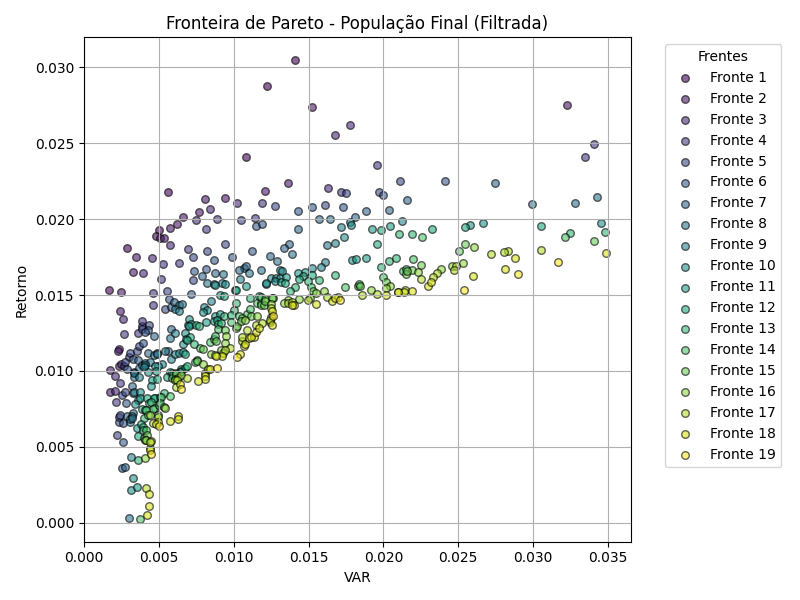 Fronteira de Pareto - População Final (Filtrada)
Retorno
0.030
0.025
0.020
0.015
0.010
0.005
0.000
0.000 0.005 0.010 0.015 0.020 0.025 0.030 0.035
VAR
Frentes
Fronte 1
Fronte 2
Fronte 3
Fronte 4
Fronte 5
Fronte 6
Fronte 7
Fronte 8
Fronte 9
Fronte 10
Fronte 11
Fronte 12
Fronte 13
Fronte 14
Fronte 15
Fronte 16
Fronte 17
Fronte 18
Fronte 19